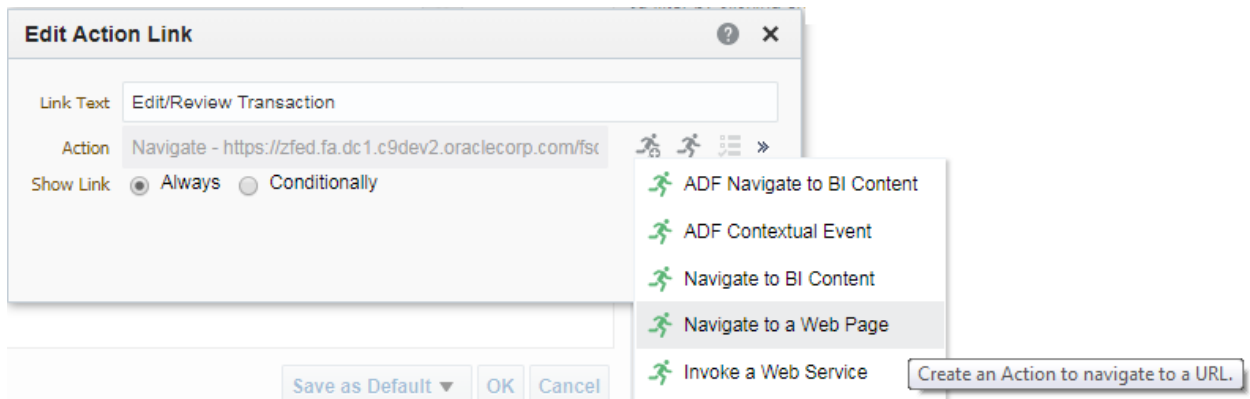 Edit Action Link
Link Text Edit/Review Transaction
Action Navigate - https://zfed.fa.dc1.c9dev2.oraclecorp.com/fsc
Show Link Always Conditionally
ADF Navigate to BI Content
ADF Contextual Event
Navigate to BI Content
Navigate to a Web Page
Invoke a Web Service
Create an Action to navigate to a URL.
Save as Default OK Cancel